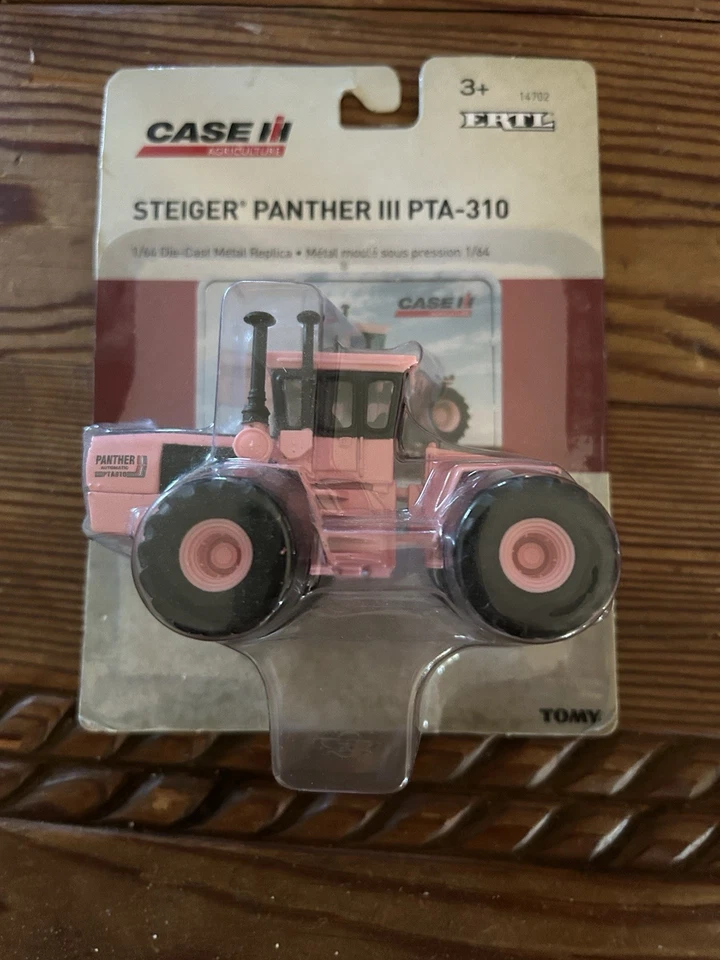 3+
14702
CASE IH
AGRICULTURE
ERTL
STEIGER® PANTHER III PTA-310
1/64 Die-Cast Metal Replica • Métal moulé sous pression 1/64
CASE IH
PANTHER
PTA310
TOMY